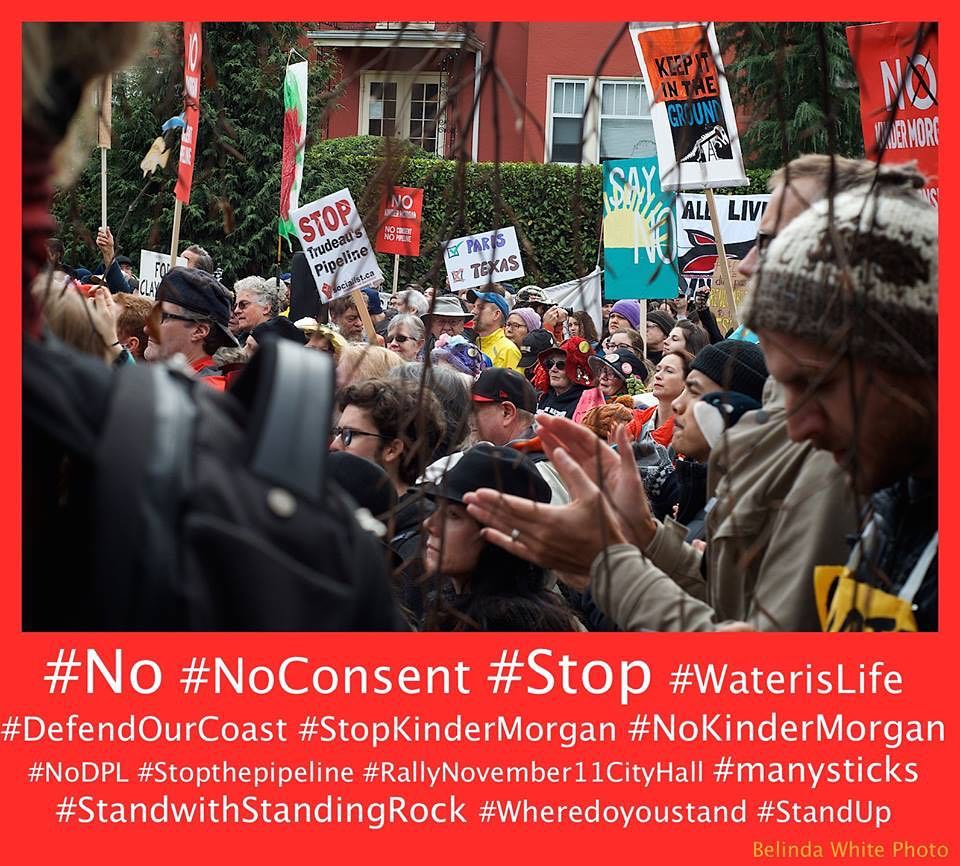 KEEP IT
IN THE
GROUND
NO
KINDER MORG
NO
SAY
NO
ALL LIV
STOP
Trudeau's
Pipeline
socialist.ca
NO
KINDER MORGAN
NO CONSENT
NO PIPELINE
PARIS
TEXAS
#No #NoConsent #Stop #WaterisLife
#DefendOurCoast #StopKinderMorgan #NoKinderMorgan
#NoDPL #Stopthepipeline #RallyNovember11CityHall #manysticks
#StandwithStandingRock #Wheredoyoustand #StandUp
Belinda White Photo